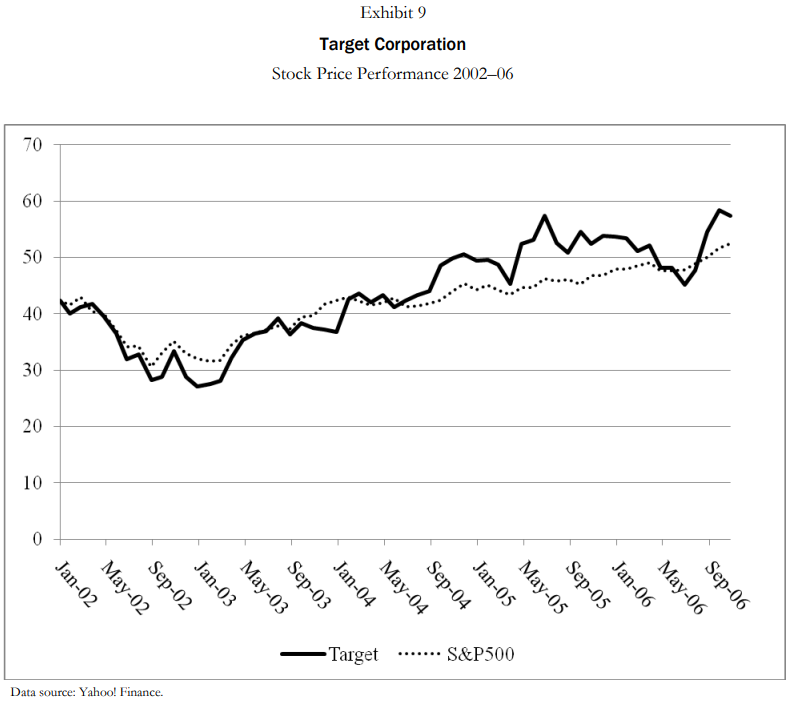 Exhibit 9
Target Corporation
Stock Price Performance 2002–06
70
60
50
40
30
20
10
0
Jan-02
May-02
Sep-02
Jan-03
May-03
Sep-03
Jan-04
May-04
Sep-04
Jan-05
May-05
Sep-05
Jan-06
May-06
Sep-06
Target
S&P500
Data source: Yahoo! Finance.